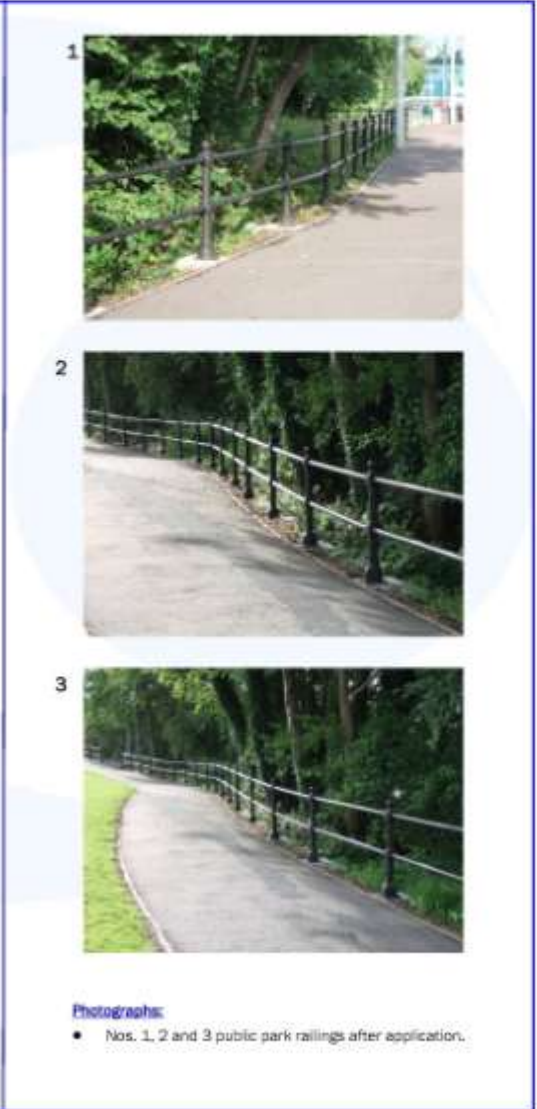 1
2
3
Photographs:
• Nos. 1, 2 and 3 public park railings after application.